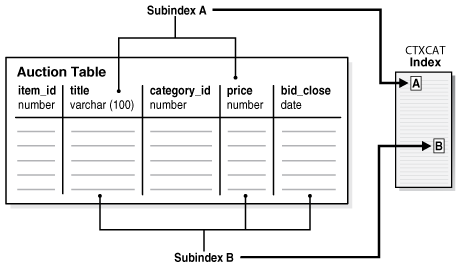 Subindex A
CTXCAT
Index
Auction Table
item_id title category_id price bid_close
number varchar (100) number number date
A
B
Subindex B